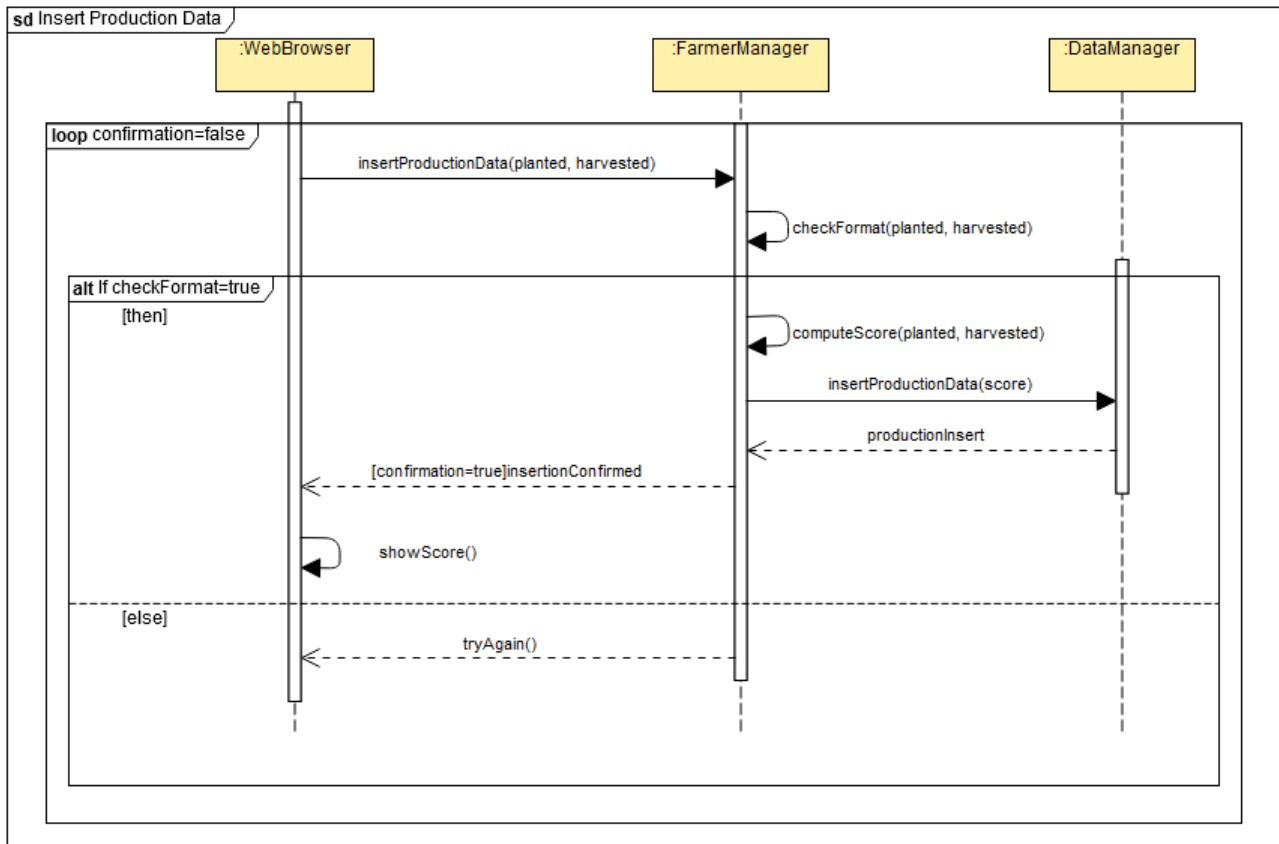 sd Insert Production Data
:WebBrowser
:FarmerManager
:DataManager
loop confirmation=false
insertProductionData(planted, harvested)
checkFormat(planted, harvested)
alt If checkFormat=true
[then]
computeScore(planted, harvested)
insertProductionData(score)
productionInsert
[confirmation=true]insertionConfirmed
showScore()
[else]
tryAgain()